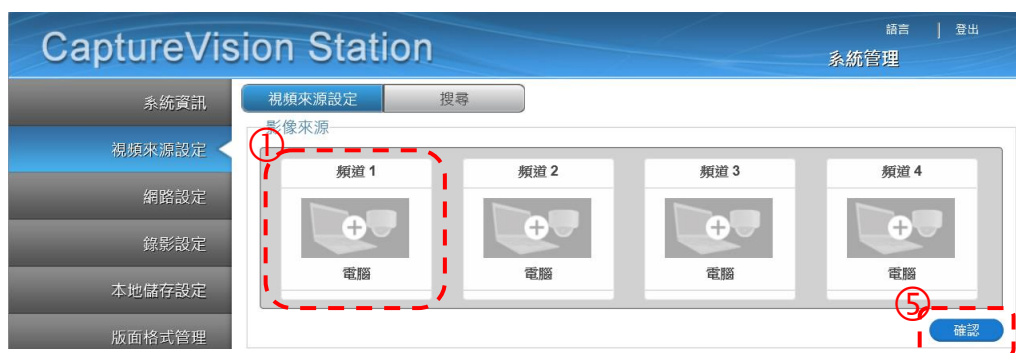 CaptureVision Station
語言 | 登出
系統管理
系統資訊
視頻來源設定
網路設定
錄影設定
本地儲存設定
版面格式管理
視頻來源設定 搜尋
影像來源
①
頻道 1 頻道 2 頻道 3 頻道 4
電腦 電腦 電腦 電腦
⑤
確認